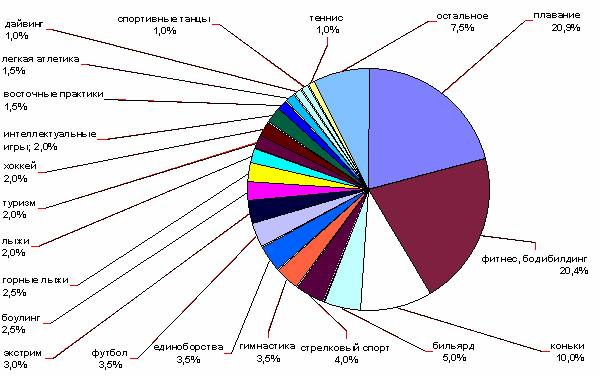 дайвинг
1,0%
спортивные танцы
1,0%
теннис
1,0%
остальное
7,5%
плавание
20,9%
легкая атлетика
1,5%
восточные практики
1,5%
интеллектуальные
игры; 2,0%
хоккей
2,0%
туризм
2,0%
лыжи
2,0%
горные лыжи
2,5%
боулинг
2,5%
экстрим
3,0%
футбол
3,5%
единоборства
3,5%
гимнастика
3,5%
стрелковый спорт
4,0%
бильярд
5,0%
коньки
10,0%
фитнес, бодибилдинг
20,4%